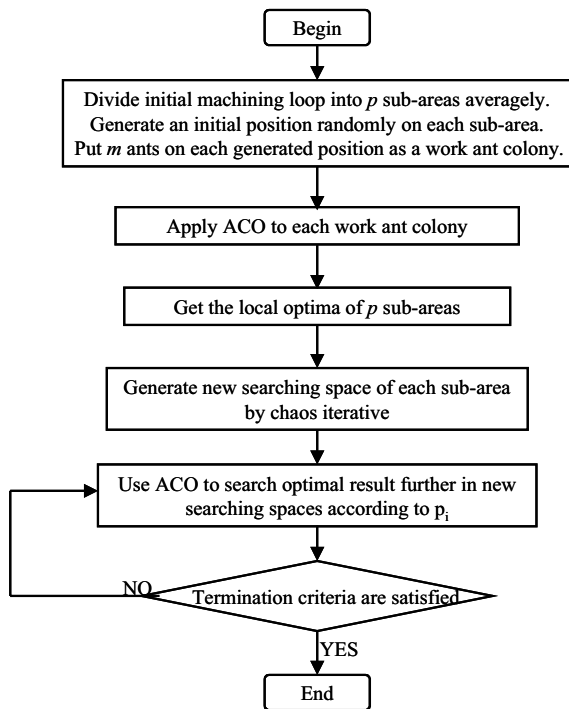 Begin
Divide initial machining loop into p sub-areas averagely.
Generate an initial position randomly on each sub-area.
Put m ants on each generated position as a work ant colony.
Apply ACO to each work ant colony
Get the local optima of p sub-areas
Generate new searching space of each sub-area
by chaos iterative
Use ACO to search optimal result further in new
searching spaces according to pi
NO
Termination criteria are satisfied
YES
End